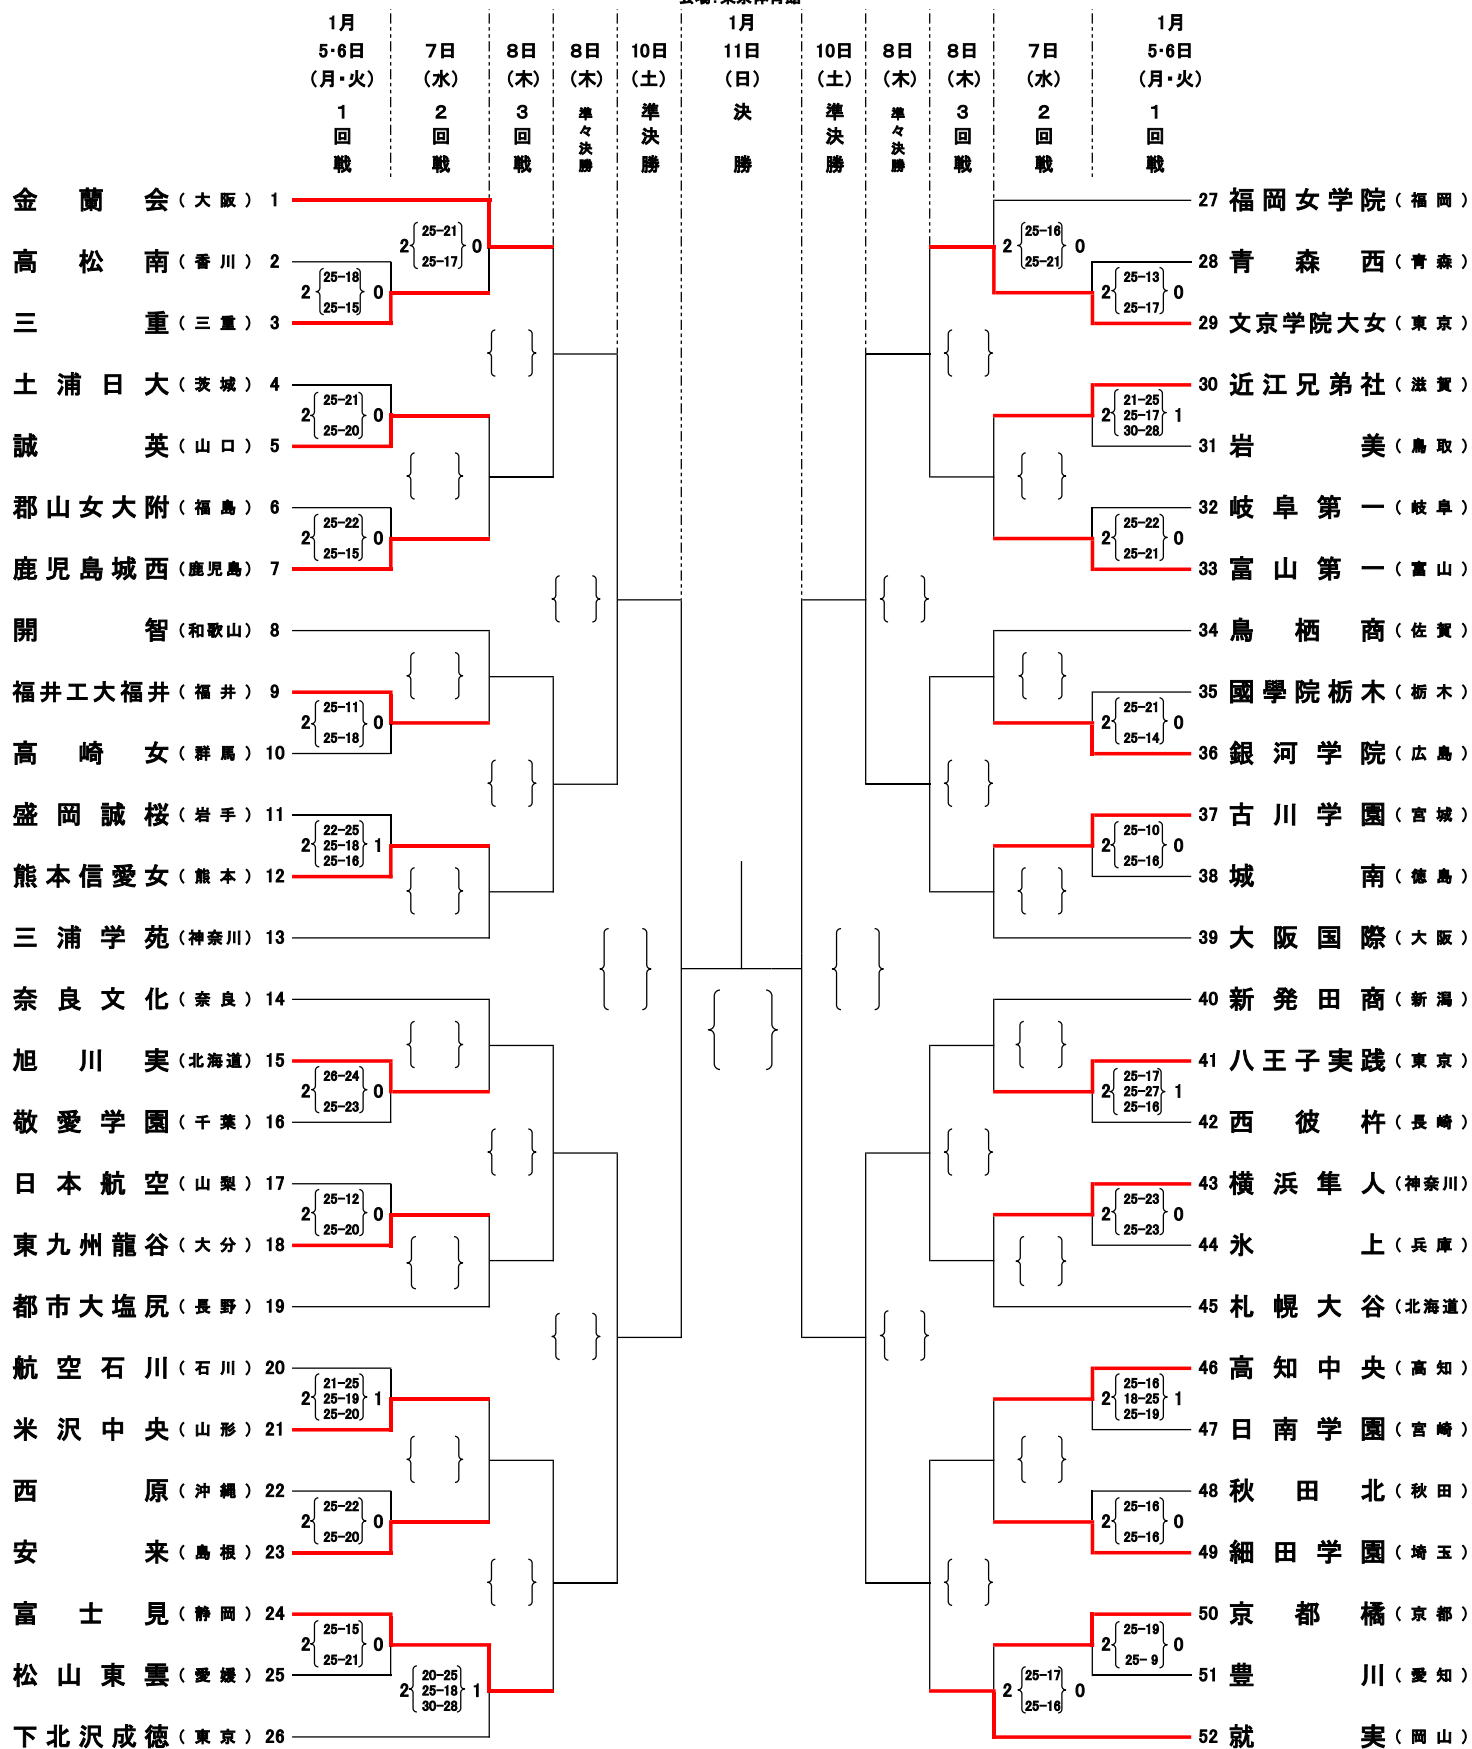 1月
5・6日
(月・火)
1回戦
7日
(水)
2回戦
8日
(木)
3回戦
8日
(木)
準々決勝
10日
(土)
準決勝
1月
11日
(日)
決勝
10日
(土)
準決勝
8日
(木)
準々決勝
8日
(木)
3回戦
7日
(水)
2回戦
1月
5・6日
(月・火)
1回戦
金蘭会(大阪) 1
高松南(香川) 2
三重(三重) 3
土浦日大(茨城) 4
誠英(山口) 5
郡山女大附(福島) 6
鹿児島城西(鹿児島) 7
開智(和歌山) 8
福井工大福井(福井) 9
高崎女(群馬) 10
盛岡誠桜(岩手) 11
熊本信愛女(熊本) 12
三浦学苑(神奈川) 13
奈良文化(奈良) 14
旭川実(北海道) 15
敬愛学園(千葉) 16
日本航空(山梨) 17
東九州龍谷(大分) 18
都市大塩尻(長野) 19
航空石川(石川) 20
米沢中央(山形) 21
西原(沖縄) 22
安来(島根) 23
富士見(静岡) 24
松山東雲(愛媛) 25
下北沢成徳(東京) 26
2 25-18 0
25-15
2 25-21 0
25-20
2 25-22 0
25-15
2 25-11 0
25-18
2 22-25 1
25-18
25-16
2 26-24 0
25-23
2 25-12 0
25-20
2 21-25 1
25-19
25-20
2 25-22 0
25-20
2 25-15 0
25-21
2 25-21 0
25-17
2 20-25 1
25-18
30-28
27 福岡女学院(福岡)
28 青森西(青森)
29 文京学院大女(東京)
30 近江兄弟社(滋賀)
31 岩美(鳥取)
32 岐阜第一(岐阜)
33 富山第一(富山)
34 鳥栖商(佐賀)
35 國學院栃木(栃木)
36 銀河学院(広島)
37 古川学園(宮城)
38 城南(徳島)
39 大阪国際(大阪)
40 新発田商(新潟)
41 八王子実践(東京)
42 西彼杵(長崎)
43 横浜隼人(神奈川)
44 氷上(兵庫)
45 札幌大谷(北海道)
46 高知中央(高知)
47 日南学園(宮崎)
48 秋田北(秋田)
49 細田学園(埼玉)
50 京都橘(京都)
51 豊川(愛知)
52 就実(岡山)
2 25-16 0
25-21
2 25-17 0
25-16
2 25-13 0
25-17
2 21-25 1
25-17
30-28
2 25-22 0
25-21
2 25-21 0
25-14
2 25-10 0
25-16
2 25-17 1
25-27
25-16
2 25-23 0
25-23
2 25-16 1
18-25
25-19
2 25-16 0
25-16
2 25-19 0
25- 9